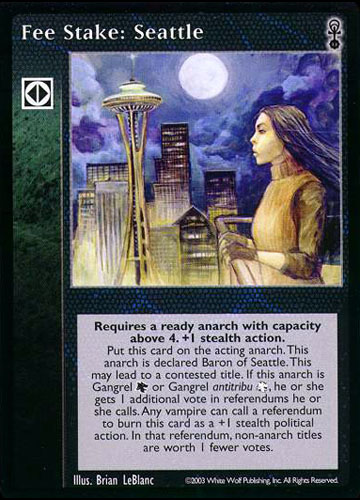 Fee Stake: Seattle
Requires a ready anarch with capacity
above 4. +1 stealth action.
Put this card on the acting anarch. This
anarch is declared Baron of Seattle. This
may lead to a contested title. If this anarch is
Gangrel or Gangrel antitribu , he or she
gets 1 additional vote in referendums he or
she calls. Any vampire can call a referendum
to burn this card as a +1 stealth political
action. In that referendum, non-anarch titles
are worth 1 fewer votes.
Illus. Brian LeBlanc
©2003 White Wolf Publishing, Inc. All Rights Reserved.